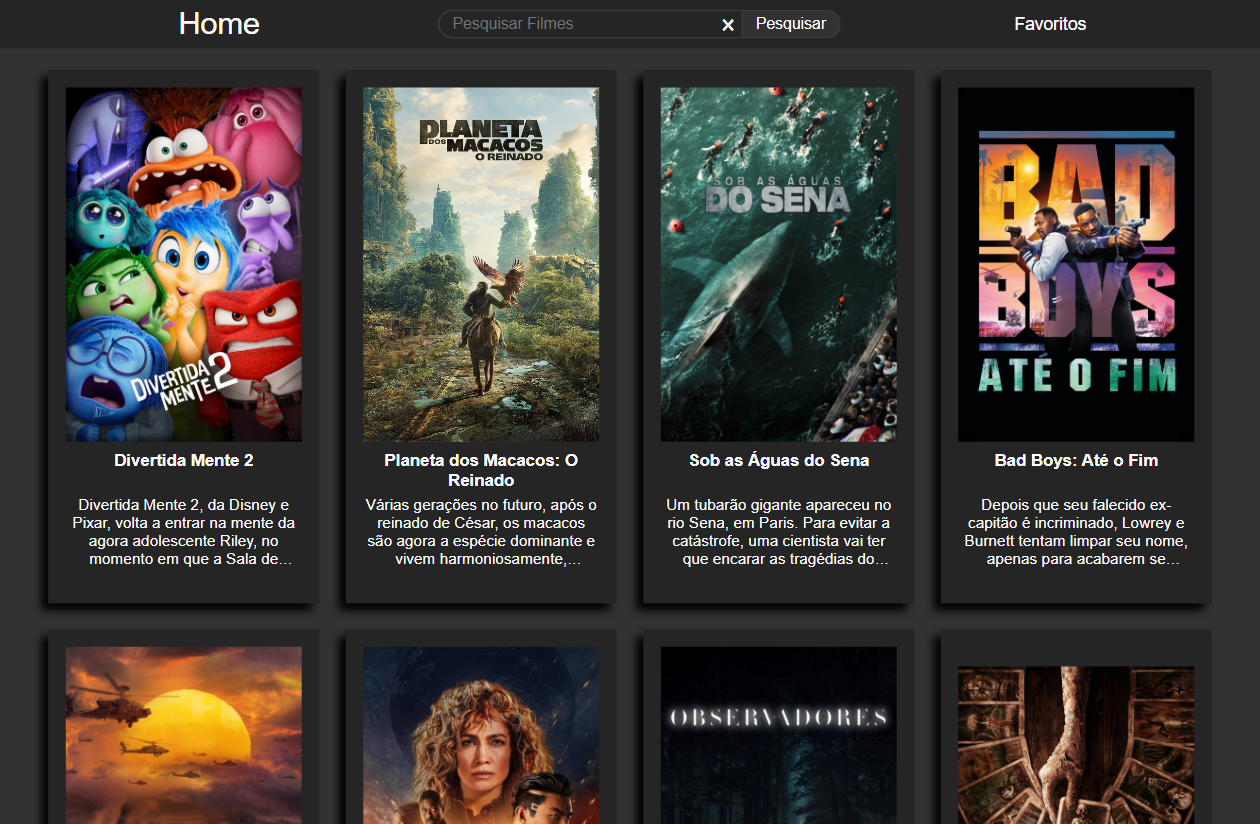 Home
Pesquisar Filmes
×
Pesquisar
Favoritos
DIVERTIDA
MENTE 2
Divertida Mente 2
Divertida Mente 2, da Disney e
Pixar, volta a entrar na mente da
agora adolescente Riley, no
momento em que a Sala de...
PLANETA
DOS MACACOS
O REINADO
Planeta dos Macacos: O
Reinado
Várias gerações no futuro, após o
reinado de César, os macacos
são agora a espécie dominante e
vivem harmoniosamente,...
SOB AS ÁGUAS
DO SENA
Sob as Águas do Sena
Um tubarão gigante apareceu no
rio Sena, em Paris. Para evitar a
catástrofe, uma cientista vai ter
que encarar as tragédias do...
BAD
BOYS
ATÉ O FIM
Bad Boys: Até o Fim
Depois que seu falecido ex-
capitão é incriminado, Lowrey e
Burnett tentam limpar seu nome,
apenas para acabarem se...
OBSERVADORES